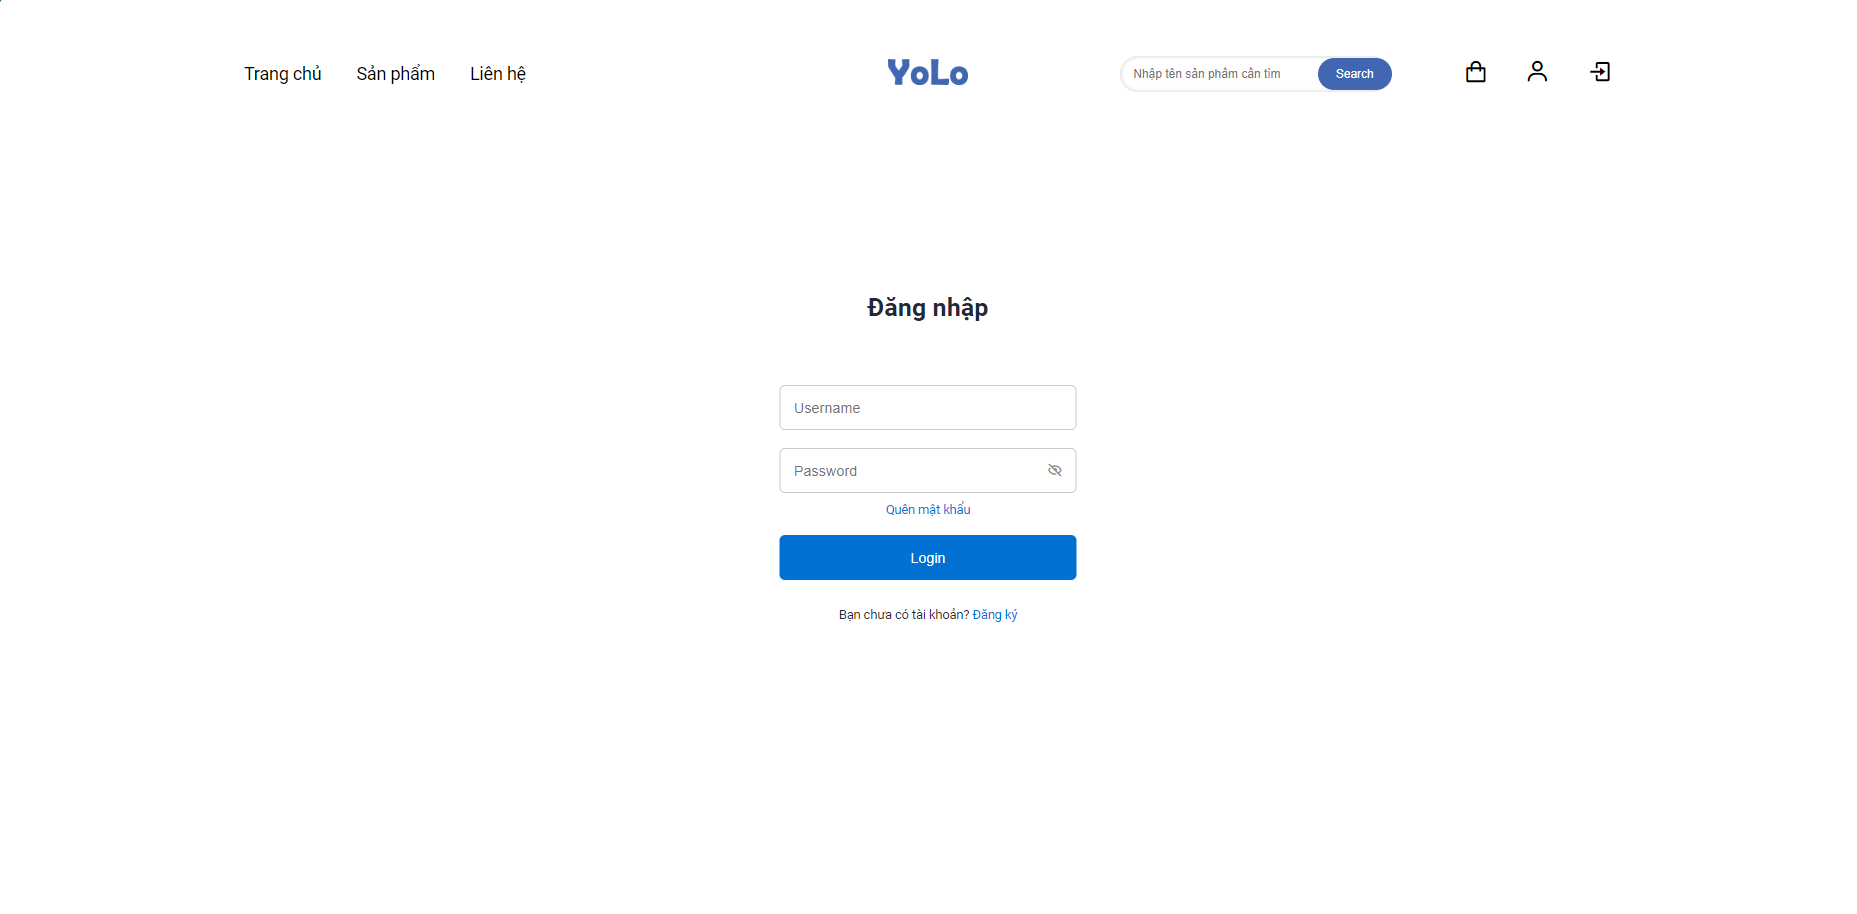 Trang chủ Sản phẩm Liên hệ YoLo Nhập tên sản phẩm cần tìm Search
Đăng nhập
Username
Password
Quên mật khẩu
Login
Bạn chưa có tài khoản? Đăng ký